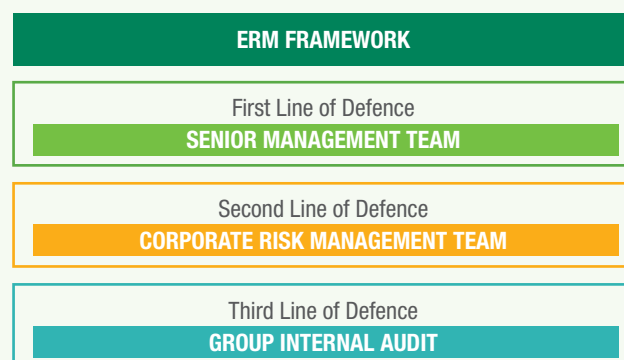 ERM FRAMEWORK
First Line of Defence
SENIOR MANAGEMENT TEAM
Second Line of Defence
CORPORATE RISK MANAGEMENT TEAM
Third Line of Defence
GROUP INTERNAL AUDIT